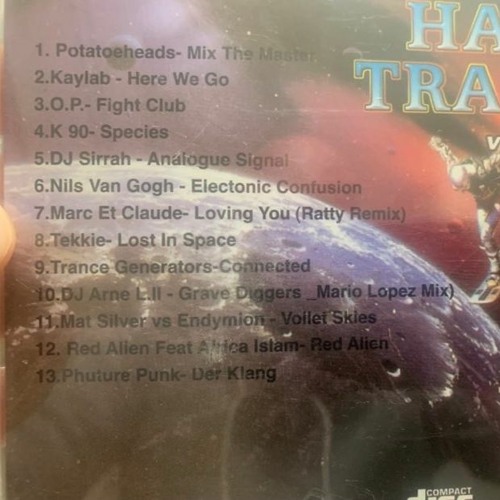 HA
TRA
V
1. Potatoeheads- Mix The Master
2.Kaylab - Here We Go
3.O.P.- Fight Club
4.K 90- Species
5.DJ Sirrah - Analogue Signal
6.Nils Van Gogh - Electonic Confusion
7.Marc Et Claude- Loving You (Ratty Remix)
8.Tekkie- Lost In Space
9.Trance Generators-Connected
10.DJ Arne L.II - Grave Diggers _Mario Lopez Mix)
11.Mat Silver vs Endymion - Voilet Skies
12. Red Alien Feat Africa Islam- Red Alien
13.Phuture Punk- Der Klang
COMPACT
disc